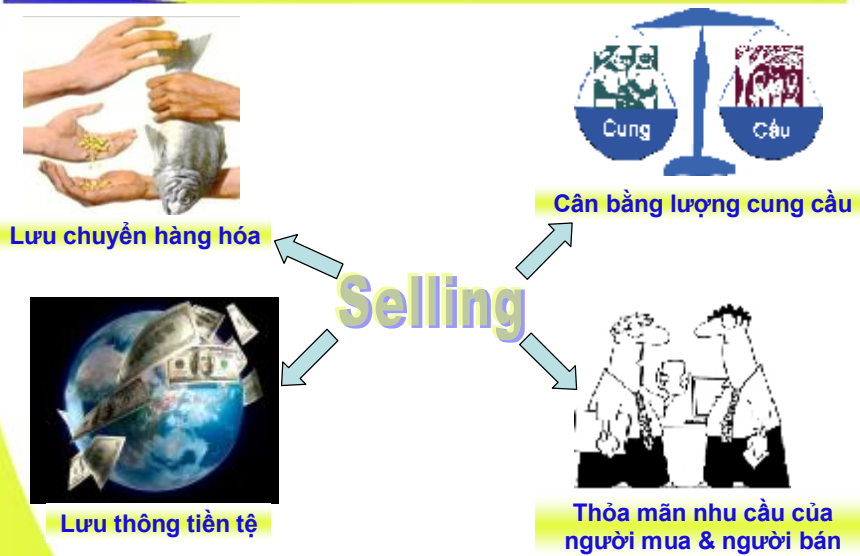 Cung
Cầu
Lưu chuyển hàng hóa
Cân bằng lượng cung cầu
Selling
Lưu thông tiền tệ
Thỏa mãn nhu cầu của
người mua & người bán